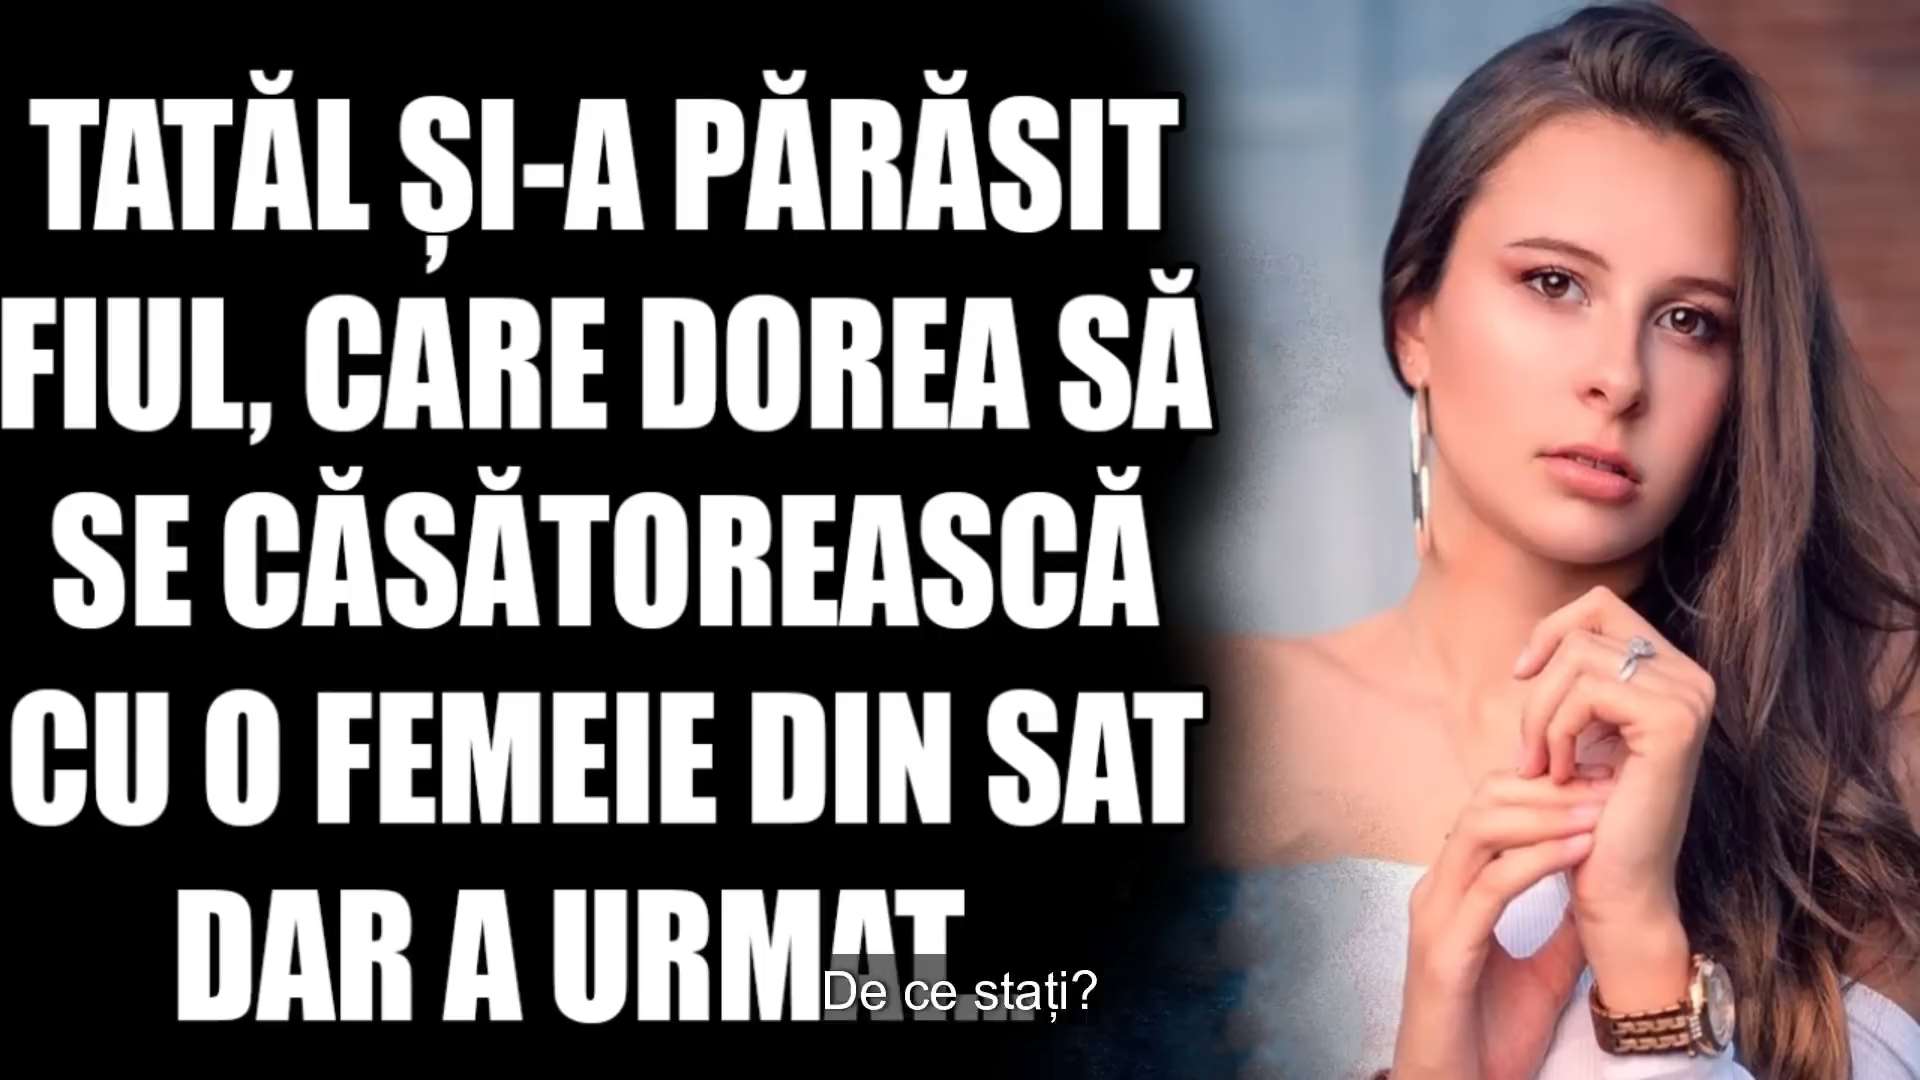 TATĂL ȘI-A PĂRĂSIT
FIUL, CARE DOREA SĂ
SE CĂSĂTOREASCĂ
CU O FEMEIE DIN SAT
DAR A URMAT...
De ce stați?